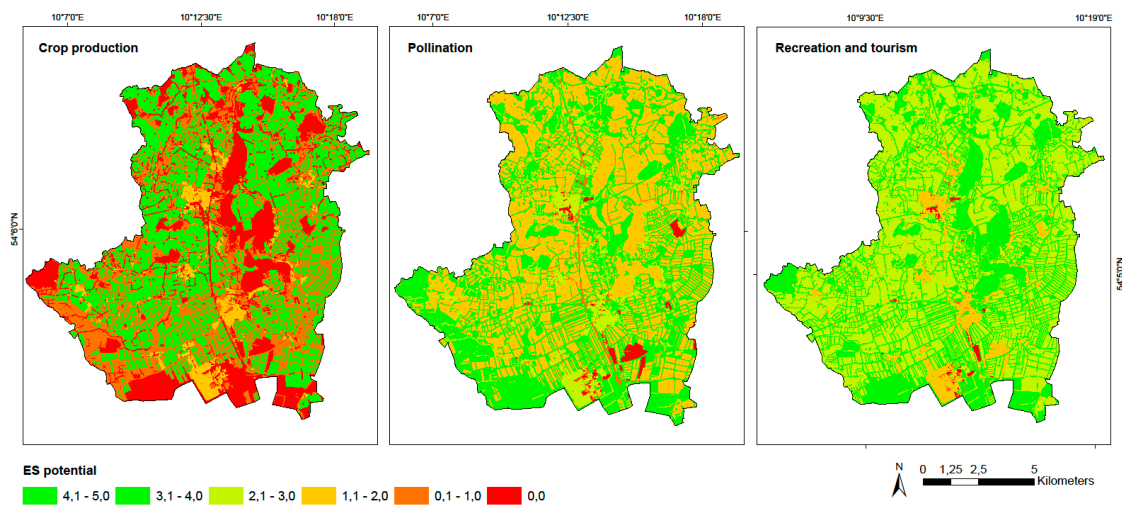 10°7'0"E 10°12'30"E 10°18'0"E 10°7'0"E 10°12'30"E 10°18'0"E 10°9'30"E 10°19'0"E
Crop production Pollination Recreation and tourism
54°6'0"N
54°5'0"N
ES potential
4,1 - 5,0 3,1 - 4,0 2,1 - 3,0 1,1 - 2,0 0,1 - 1,0 0,0
N
0 1,25 2,5 5
Kilometers